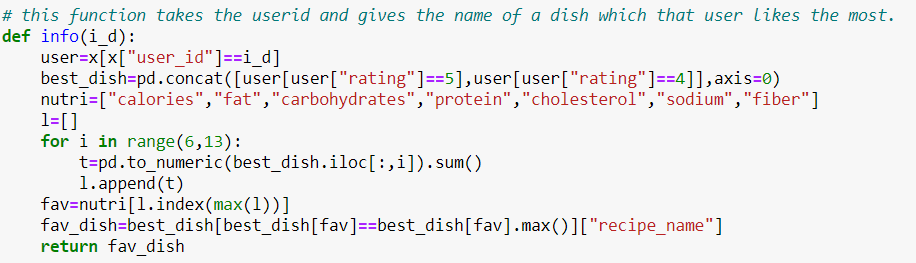 # this function takes the userid and gives the name of a dish which that user likes the most.
def info(i_d):
    user=x[x["user_id"]==i_d]
    best_dish=pd.concat([user[user["rating"]==5],user[user["rating"]==4]],axis=0)
    nutri=["calories","fat","carbohydrates","protein","cholesterol","sodium","fiber"]
    l=[]
    for i in range(6,13):
        t=pd.to_numeric(best_dish.iloc[:,i]).sum()
        l.append(t)
    fav=nutri[l.index(max(l))]
    fav_dish=best_dish[best_dish[fav]==best_dish[fav].max()]["recipe_name"]
    return fav_dish